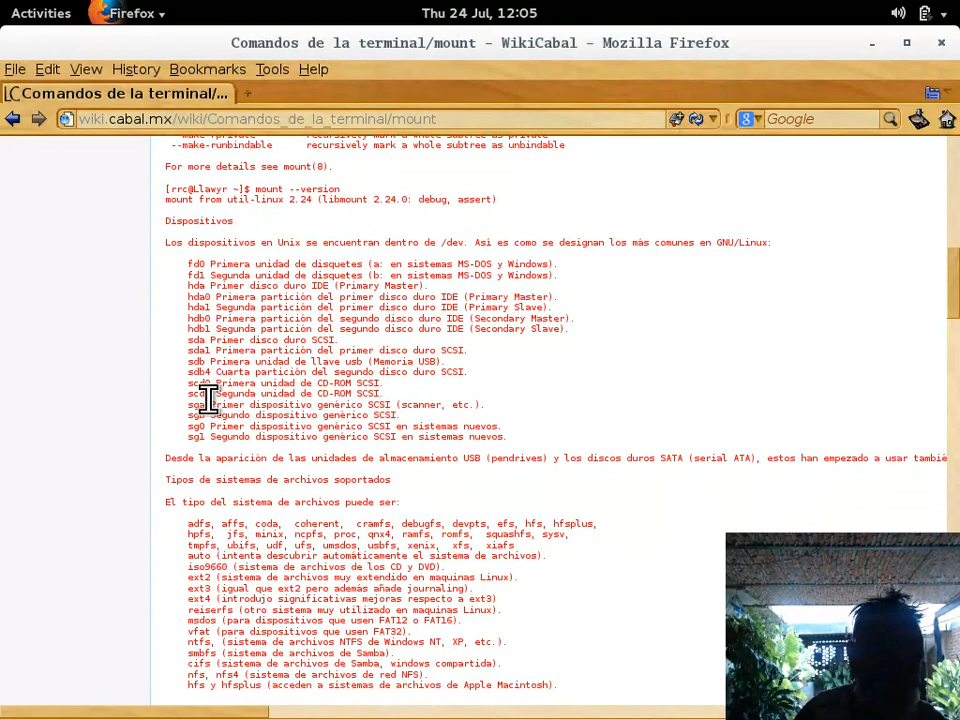 Activities Firefox Thu 24 Jul, 12:05
Comandos de la terminal/mount - WikiCabal - Mozilla Firefox
File Edit View History Bookmarks Tools Help
Comandos de la terminal/...
wiki.cabal.mx/wiki/Comandos_de_la_terminal/mount Google
--make-rprivate recursively mark a whole subtree as private
--make-runbindable recursively mark a whole subtree as unbindable
For more details see mount(8).
[rrc@Llawyr ~]$ mount --version
mount from util-linux 2.24 (libmount 2.24.0: debug, assert)
Dispositivos
Los dispositivos en Unix se encuentran dentro de /dev. Así es como se designan los más comunes en GNU/Linux:
fd0 Primera unidad de disquetes (a: en sistemas MS-DOS y Windows).
fd1 Segunda unidad de disquetes (b: en sistemas MS-DOS y Windows).
hda Primer disco duro IDE (Primary Master).
hda0 Primera partición del primer disco duro IDE (Primary Master).
hda1 Segunda partición del primer disco duro IDE (Primary Slave).
hdb0 Primera partición del segundo disco duro IDE (Secondary Master).
hdb1 Segunda partición del segundo disco duro IDE (Secondary Slave).
sda Primer disco duro SCSI.
sda1 Primera partición del primer disco duro SCSI.
sdb Primera unidad de llave usb (Memoria USB).
sdb4 Cuarta partición del segundo disco duro SCSI.
scd0 Primera unidad de CD-ROM SCSI.
Segunda unidad de CD-ROM SCSI.
sga Primer dispositivo genérico SCSI (scanner, etc.).
sgb Segundo dispositivo genérico SCSI.
sg0 Primer dispositivo genérico SCSI en sistemas nuevos.
sg1 Segundo dispositivo genérico SCSI en sistemas nuevos.
Desde la aparición de las unidades de almacenamiento USB (pendrives) y los discos duros SATA (serial ATA), estos han empezado a usar tambié
Tipos de sistemas de archivos soportados
El tipo del sistema de archivos puede ser:
adfs, affs, coda, coherent, cramfs, debugfs, devpts, efs, hfs, hfsplus,
hpfs, jfs, minix, ncpfs, proc, qnx4, ramfs, romfs, squashfs, sysv,
tmpfs, ubifs, udf, ufs, umsdos, usbfs, xenix, xfs, xiafs
auto (intenta descubrir automáticamente el sistema de archivos).
iso9660 (sistema de archivos de los CD y DVD).
ext2 (sistema de archivos muy extendido en maquinas Linux).
ext3 (igual que ext2 pero además añade journaling).
ext4 (introdujo significativas mejoras respecto a ext3)
reiserfs (otro sistema muy utilizado en maquinas Linux).
msdos (para dispositivos que usen FAT12 o FAT16).
vfat (para dispositivos que usen FAT32).
ntfs, (sistema de archivos NTFS de Windows NT, XP, etc.).
smbfs (sistema de archivos de Samba).
cifs (sistema de archivos de Samba, windows compartida).
nfs, nfs4 (sistema de archivos de red NFS).
hfs y hfsplus (acceden a sistemas de archivos de Apple Macintosh).